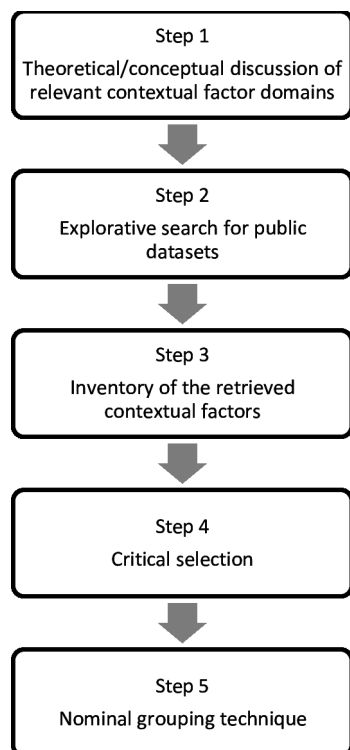 Step 1
Theoretical/conceptual discussion of
relevant contextual factor domains
Step 2
Explorative search for public
datasets
Step 3
Inventory of the retrieved
contextual factors
Step 4
Critical selection
Step 5
Nominal grouping technique